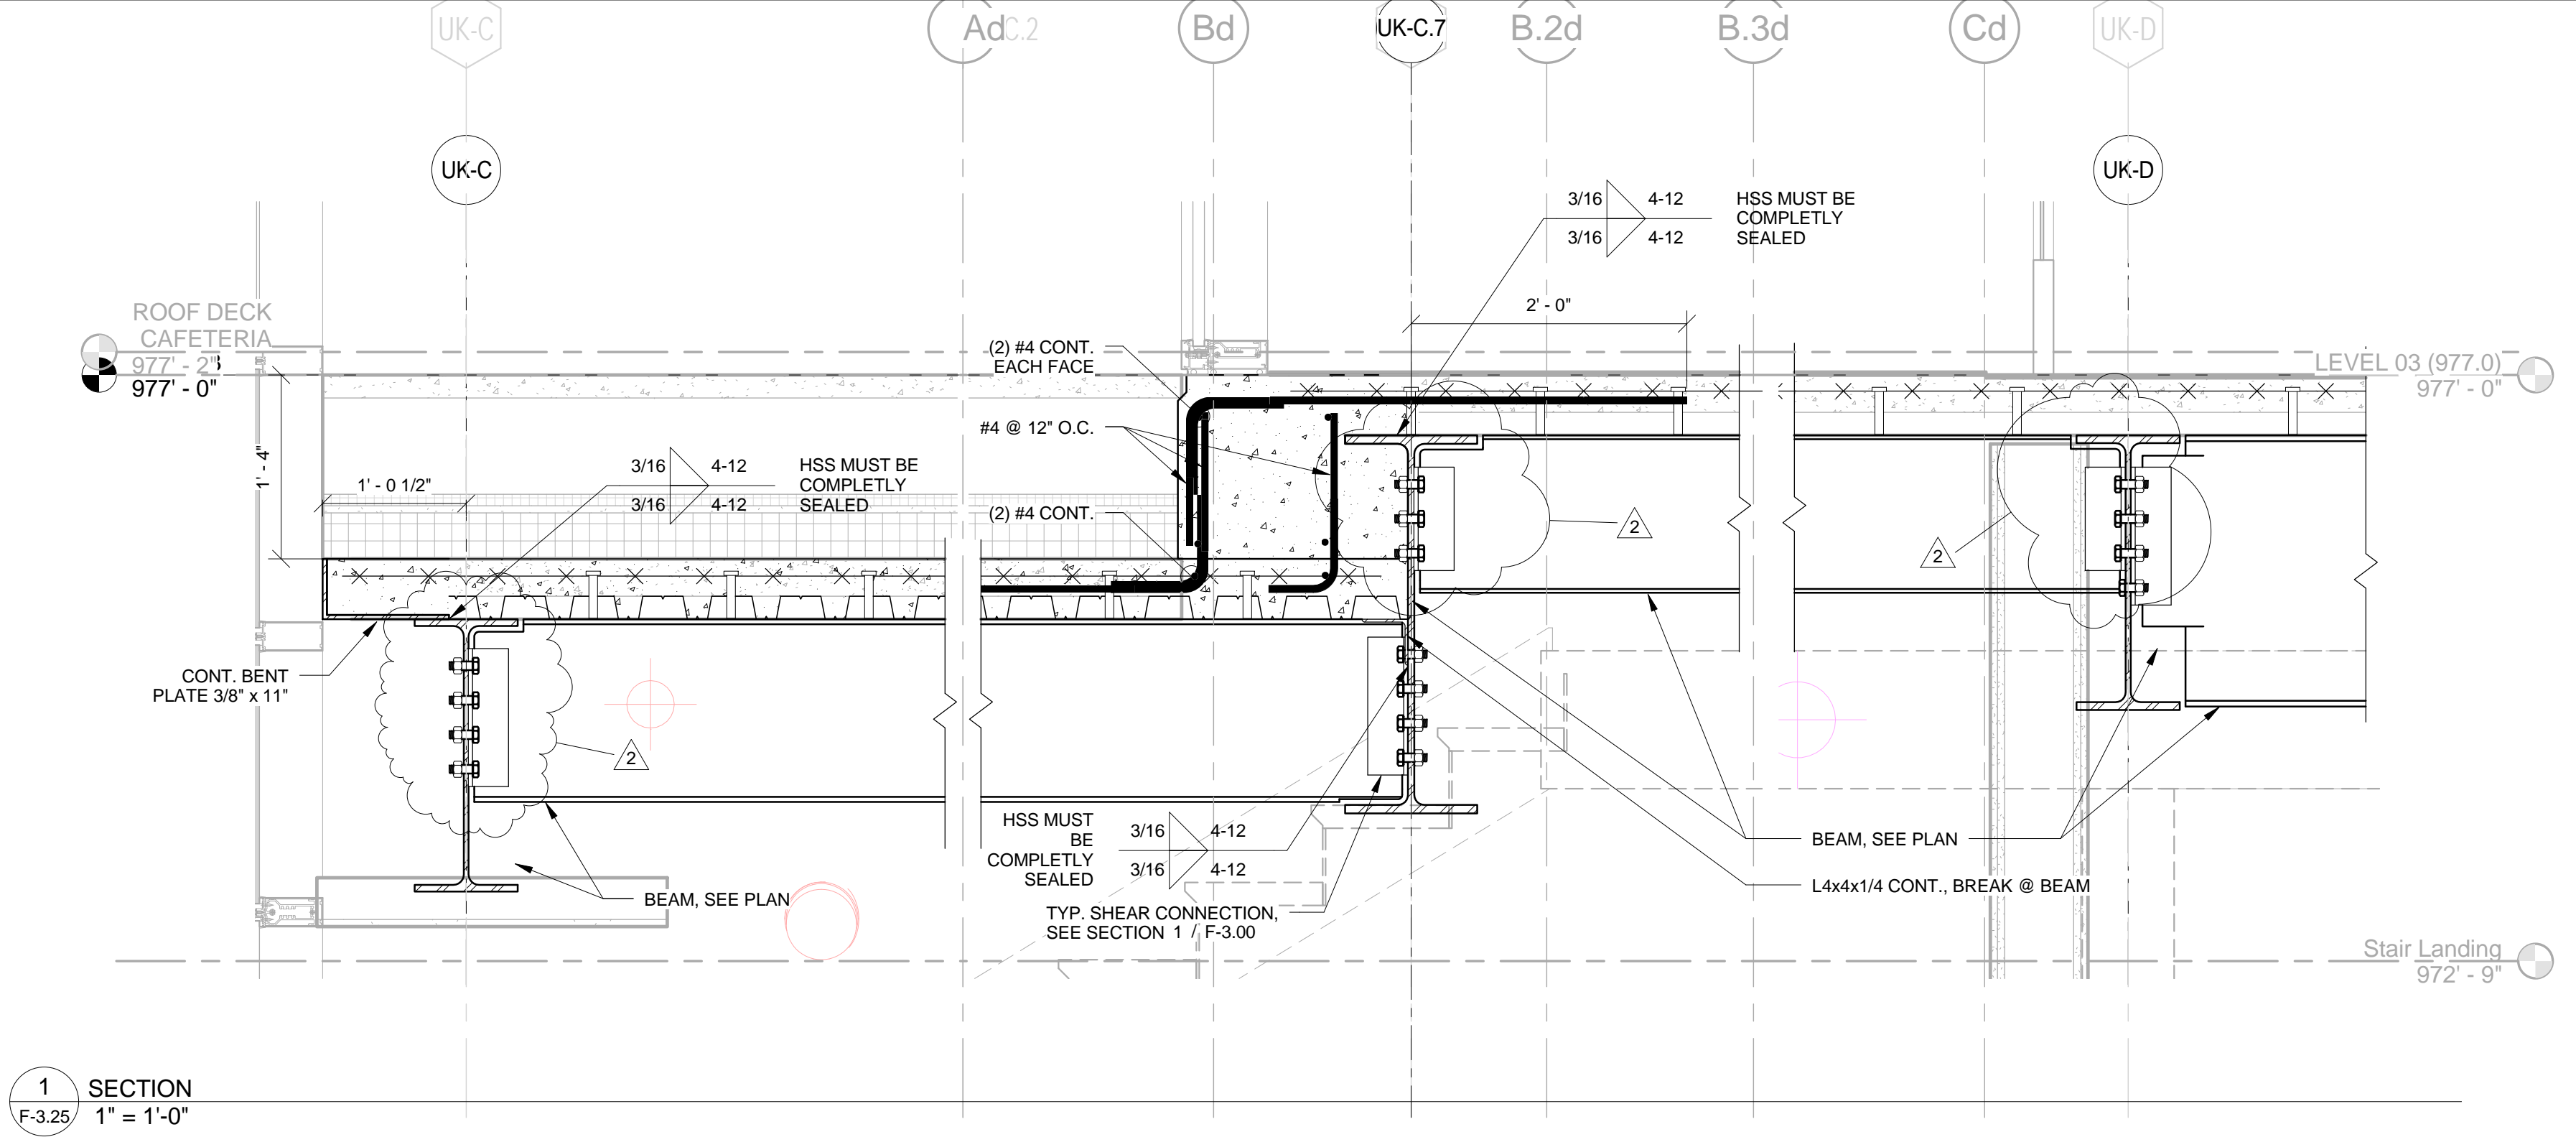 UK-C
Ad
C.2
Bd
UK-C.7
B.2d
B.3d
Cd
UK-D
UK-C
UK-D
3/16
4-12
3/16
4-12
HSS MUST BE
COMPLETLY
SEALED
2' - 0"
ROOF DECK
CAFETERIA
977' - 2"
977' - 0"
LEVEL 03 (977.0)
977' - 0"
(2) #4 CONT.
EACH FACE
#4 @ 12" O.C.
(2) #4 CONT.
1' - 4"
1' - 0 1/2"
3/16
4-12
3/16
4-12
HSS MUST BE
COMPLETLY
SEALED
2
2
CONT. BENT
PLATE 3/8" x 11"
2
BEAM, SEE PLAN
HSS MUST
BE
COMPLETLY
SEALED
3/16
4-12
3/16
4-12
TYP. SHEAR CONNECTION,
SEE SECTION 1 / F-3.00
BEAM, SEE PLAN
L4x4x1/4 CONT., BREAK @ BEAM
Stair Landing
972' - 9"
1
F-3.25
SECTION
1" = 1'-0"